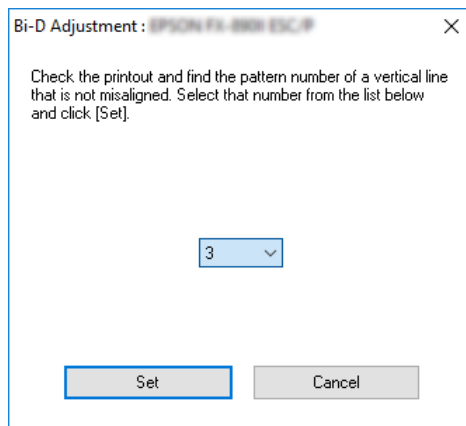 Bi-D Adjustment :
Check the printout and find the pattern number of a vertical line
that is not misaligned. Select that number from the list below
and click [Set].
3
Set
Cancel